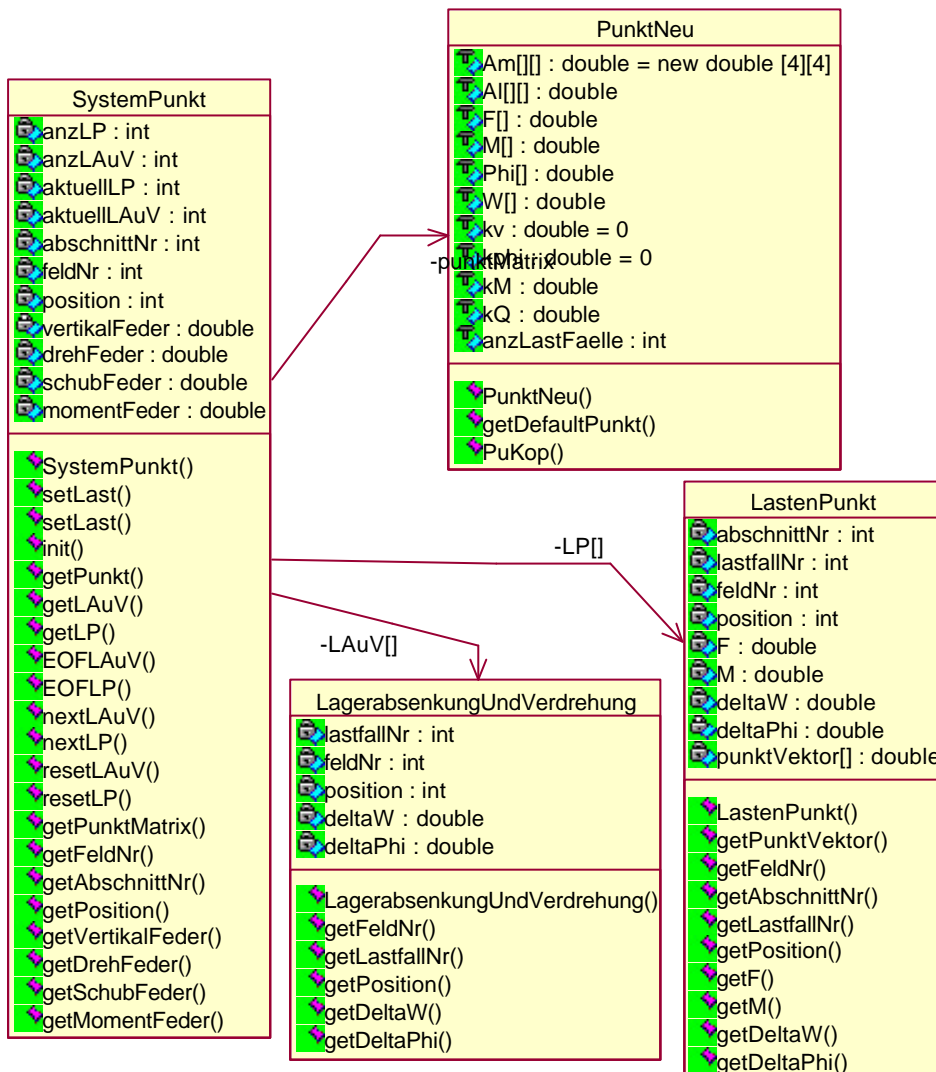 PunktNeu
Am[][] : double = new double [4][4]
Al[][] : double
F[] : double
M[] : double
Phi[] : double
W[] : double
kv : double = 0
kphi : double = 0
kM : double
kQ : double
anzLastFaelle : int
PunktNeu()
getDefaultPunkt()
PuKop()
SystemPunkt
anzLP : int
anzLAuV : int
aktuellLP : int
aktuellLAuV : int
abschnittNr : int
feldNr : int
position : int
vertikalFeder : double
drehFeder : double
schubFeder : double
momentFeder : double
SystemPunkt()
setLast()
setLast()
init()
getPunkt()
getLAuV()
getLP()
EOFLAuV()
EOFLP()
nextLAuV()
nextLP()
resetLAuV()
resetLP()
getPunktMatrix()
getFeldNr()
getAbschnittNr()
getPosition()
getVertikalFeder()
getDrehFeder()
getSchubFeder()
getMomentFeder()
-punktMatrix
-LP[]
-LAuV[]
LagerabsenkungUndVerdrehung
lastfallNr : int
feldNr : int
position : int
deltaW : double
deltaPhi : double
LagerabsenkungUndVerdrehung()
getFeldNr()
getLastfallNr()
getPosition()
getDeltaW()
getDeltaPhi()
LastenPunkt
abschnittNr : int
lastfallNr : int
feldNr : int
position : int
F : double
M : double
deltaW : double
deltaPhi : double
punktVektor[] : double
LastenPunkt()
getPunktVektor()
getFeldNr()
getAbschnittNr()
getLastfallNr()
getPosition()
getF()
getM()
getDeltaW()
getDeltaPhi()